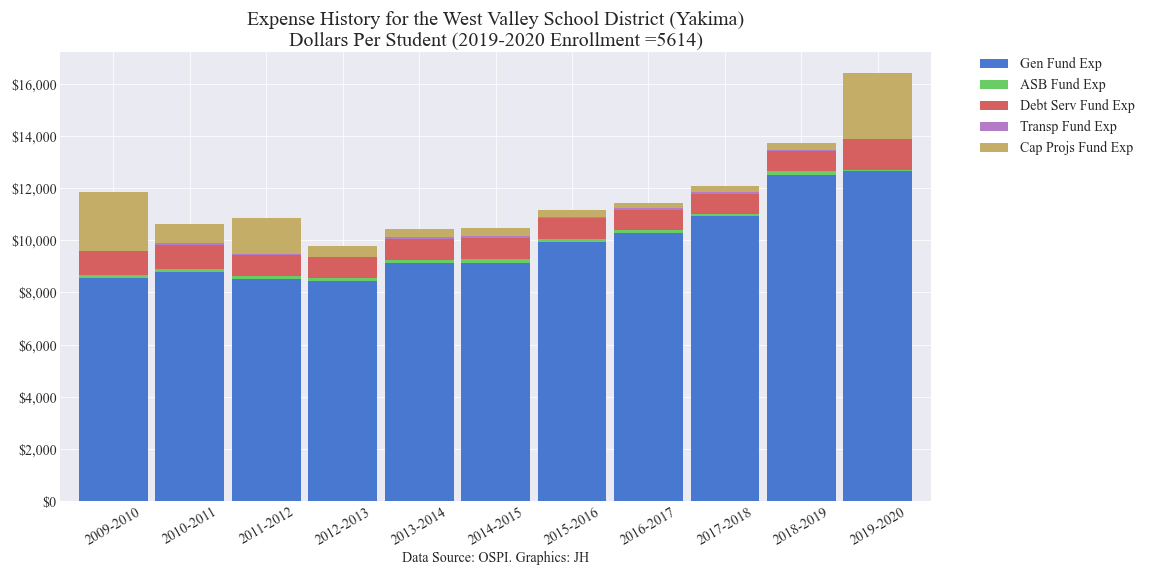 Expense History for the West Valley School District (Yakima)
Dollars Per Student (2019-2020 Enrollment =5614)
$16,000
$14,000
$12,000
$10,000
$8,000
$6,000
$4,000
$2,000
$0
Gen Fund Exp
ASB Fund Exp
Debt Serv Fund Exp
Transp Fund Exp
Cap Projs Fund Exp
2009-2010
2010-2011
2011-2012
2012-2013
2013-2014
2014-2015
2015-2016
2016-2017
2017-2018
2018-2019
2019-2020
Data Source: OSPI. Graphics: JH